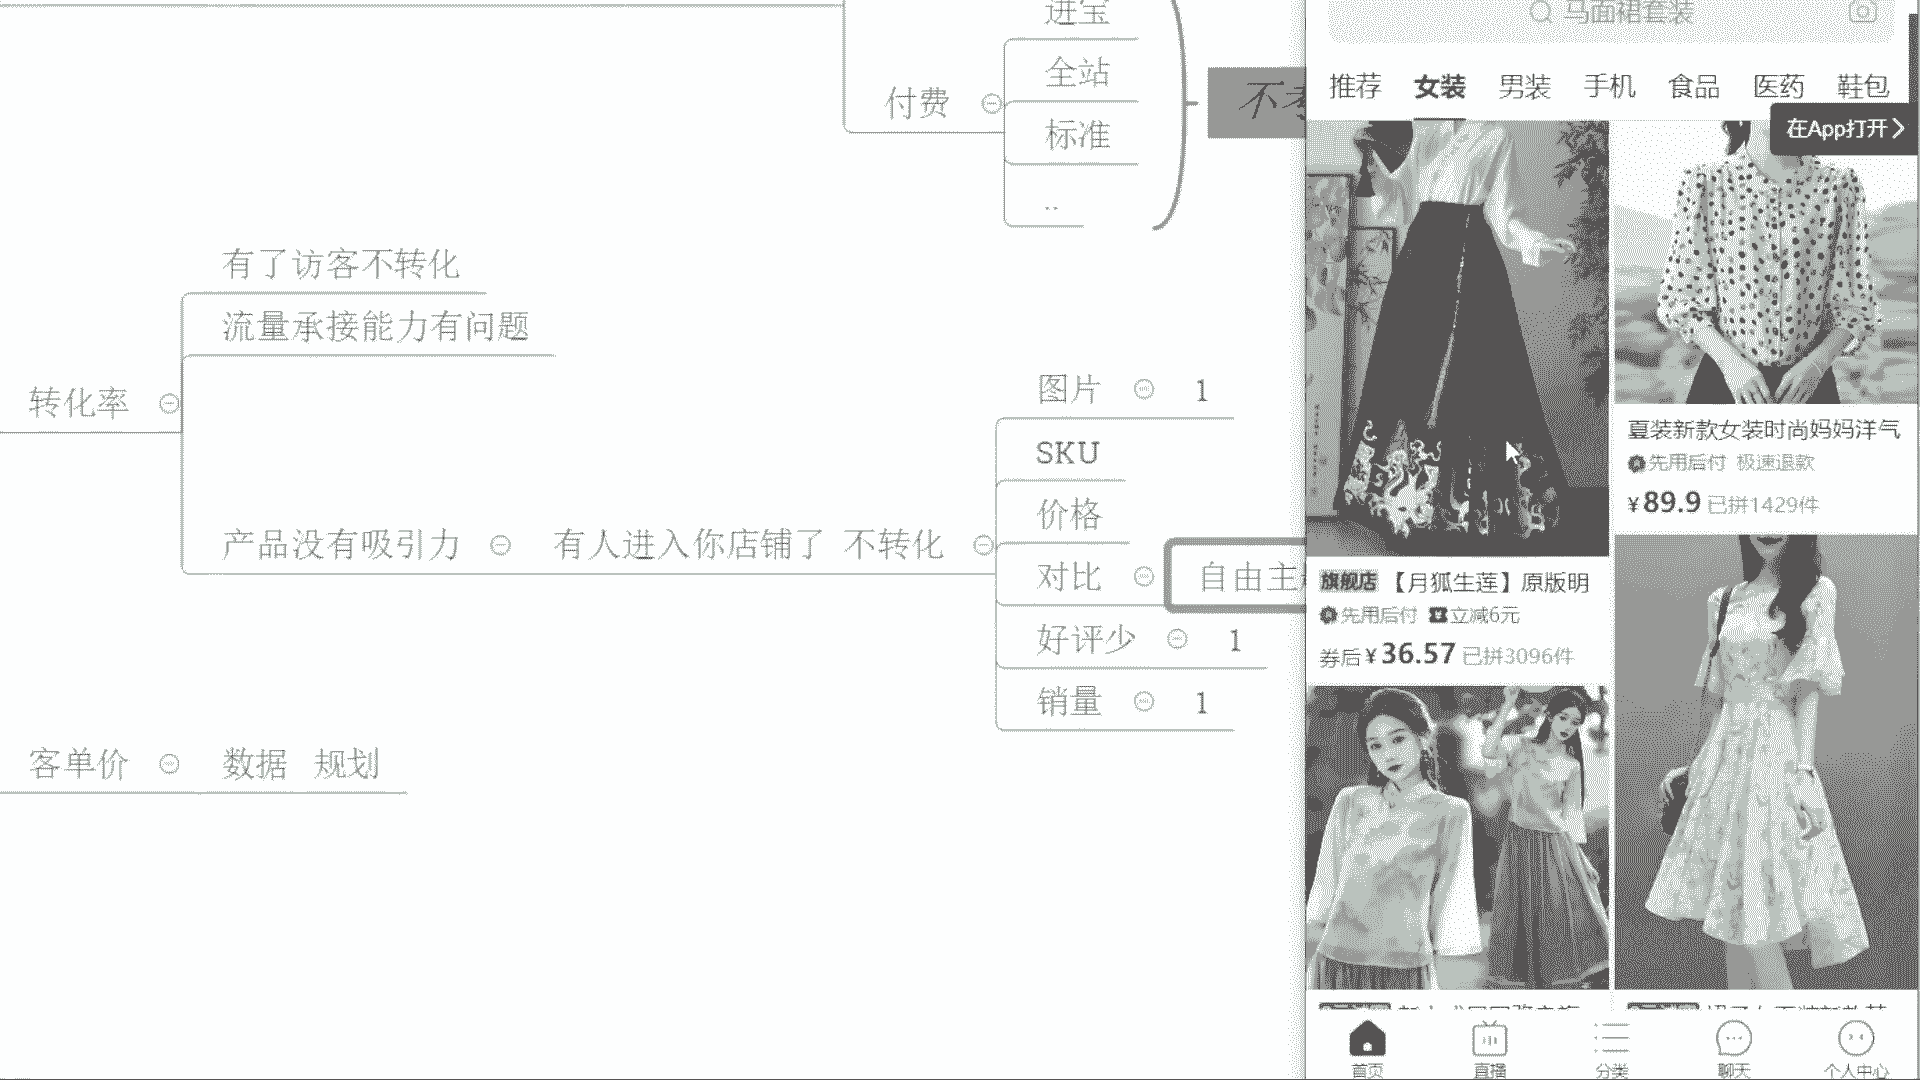 进宝
全站
付费
标准
..
不
有了访客不转化
流量承接能力有问题
转化率
图片 1
SKU
价格
产品没有吸引力 有人进入你店铺了 不转化
对比
自由主
好评少 1
销量 1
客单价 数据 规划
马面裙套装
推荐 女装 男装 手机 食品 医药 鞋包
在App打开
旗舰店 【月狐生莲】原版明
先用后付 立减6元
券后¥36.57 已拼3096件
夏装新款女装时尚妈妈洋气
先用后付 极速退款
¥89.9 已拼1429件
首页 直播 分类 聊天 个人中心